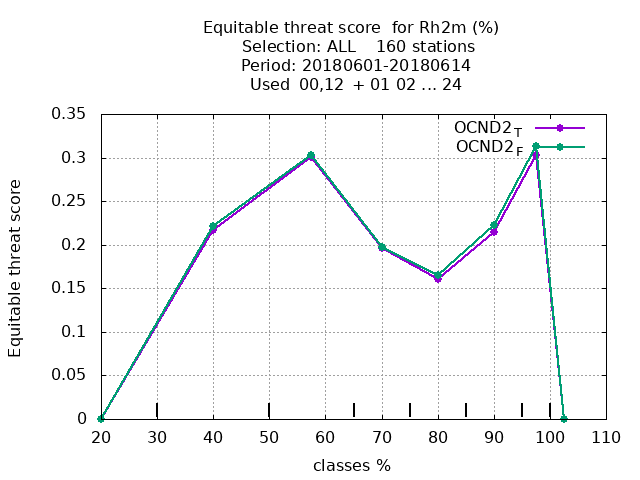 Equitable threat score for Rh2m (%)
Selection: ALL 160 stations
Period: 20180601-20180614
Used 00,12 + 01 02 ... 24
OCND2_T
OCND2_F
Equitable threat score
0.35
0.3
0.25
0.2
0.15
0.1
0.05
0
20 30 40 50 60 70 80 90 100 110
classes %